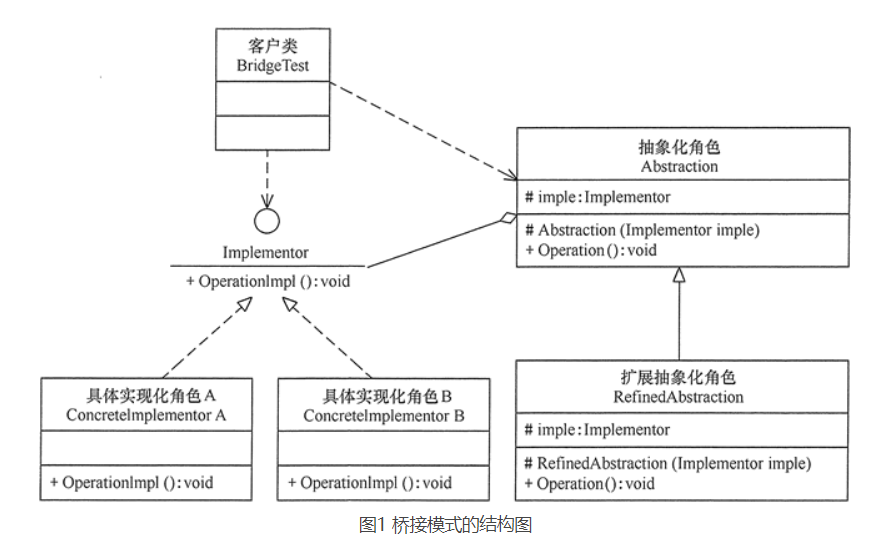 客户类
BridgeTest
抽象化角色
Abstraction
# imple:Implementor
# Abstraction (Implementor imple)
+ Operation():void
Implementor
+ OperationImpl ():void
具体实现化角色A
ConcreteImplementor A
+ OperationImpl ():void
具体实现化角色B
ConcreteImplementor B
+ OperationImpl ():void
扩展抽象化角色
RefinedAbstraction
# imple:Implementor
# RefinedAbstraction (Implementor imple)
+ Operation():void
图1 桥接模式的结构图